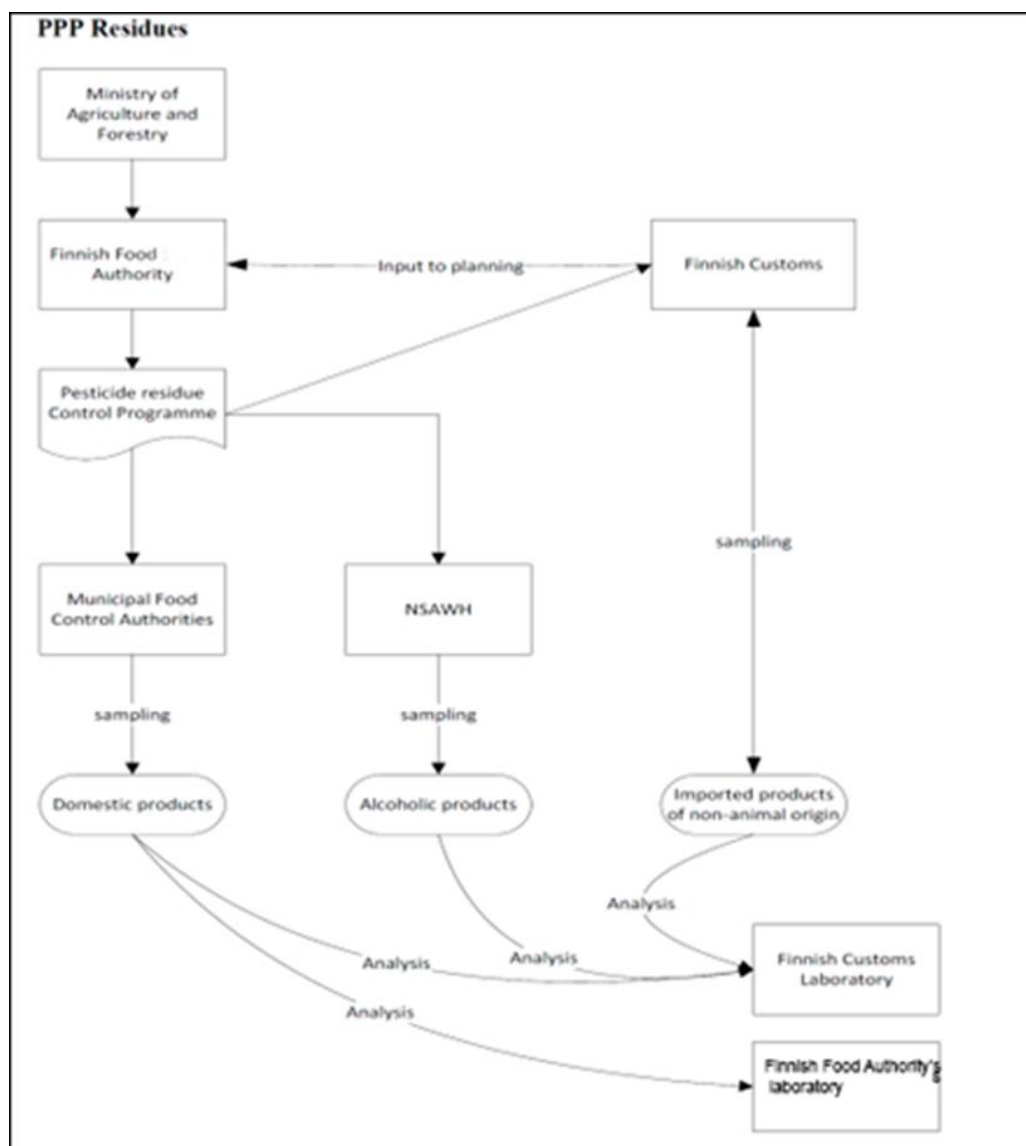 PPP Residues
Ministry of
Agriculture and
Forestry
Finnish Food
Authority
Input to planning
Finnish Customs
Pesticide residue
Control Programme
sampling
Municipal Food
Control Authorities
NSAWH
sampling
sampling
Domestic products
Alcoholic products
Imported products
of non-animal origin
Analysis
Analysis
Analysis
Finnish Customs
Laboratory
Analysis
Finnish Food Authority's
laboratory